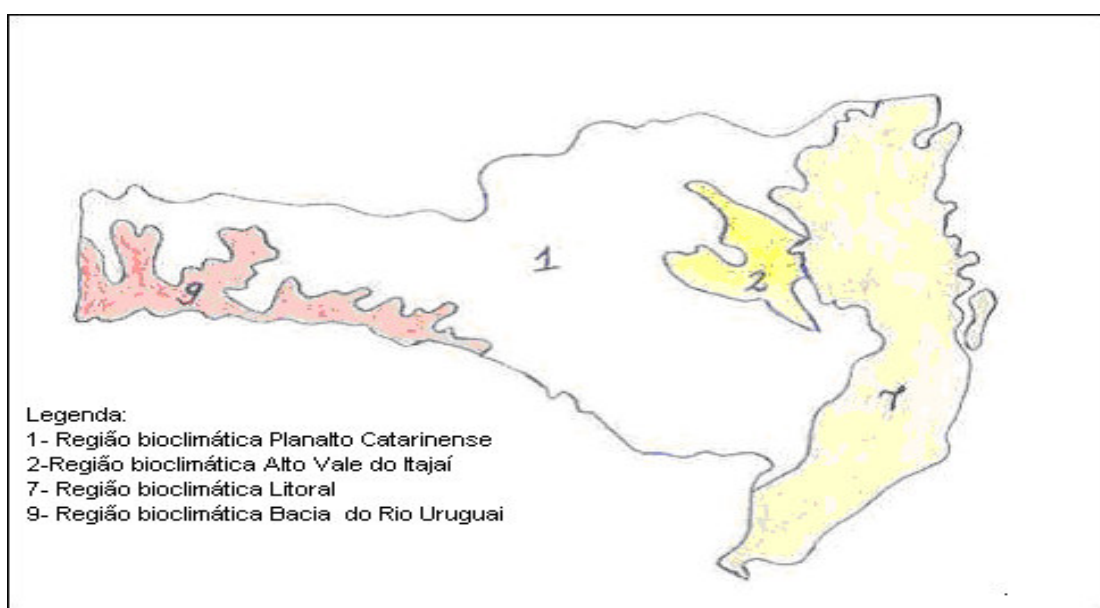 1
2
9
7
Legenda:
1- Região bioclimática Planalto Catarinense
2-Região bioclimática Alto Vale do Itajaí
7- Região bioclimática Litoral
9- Região bioclimática Bacia do Rio Uruguai